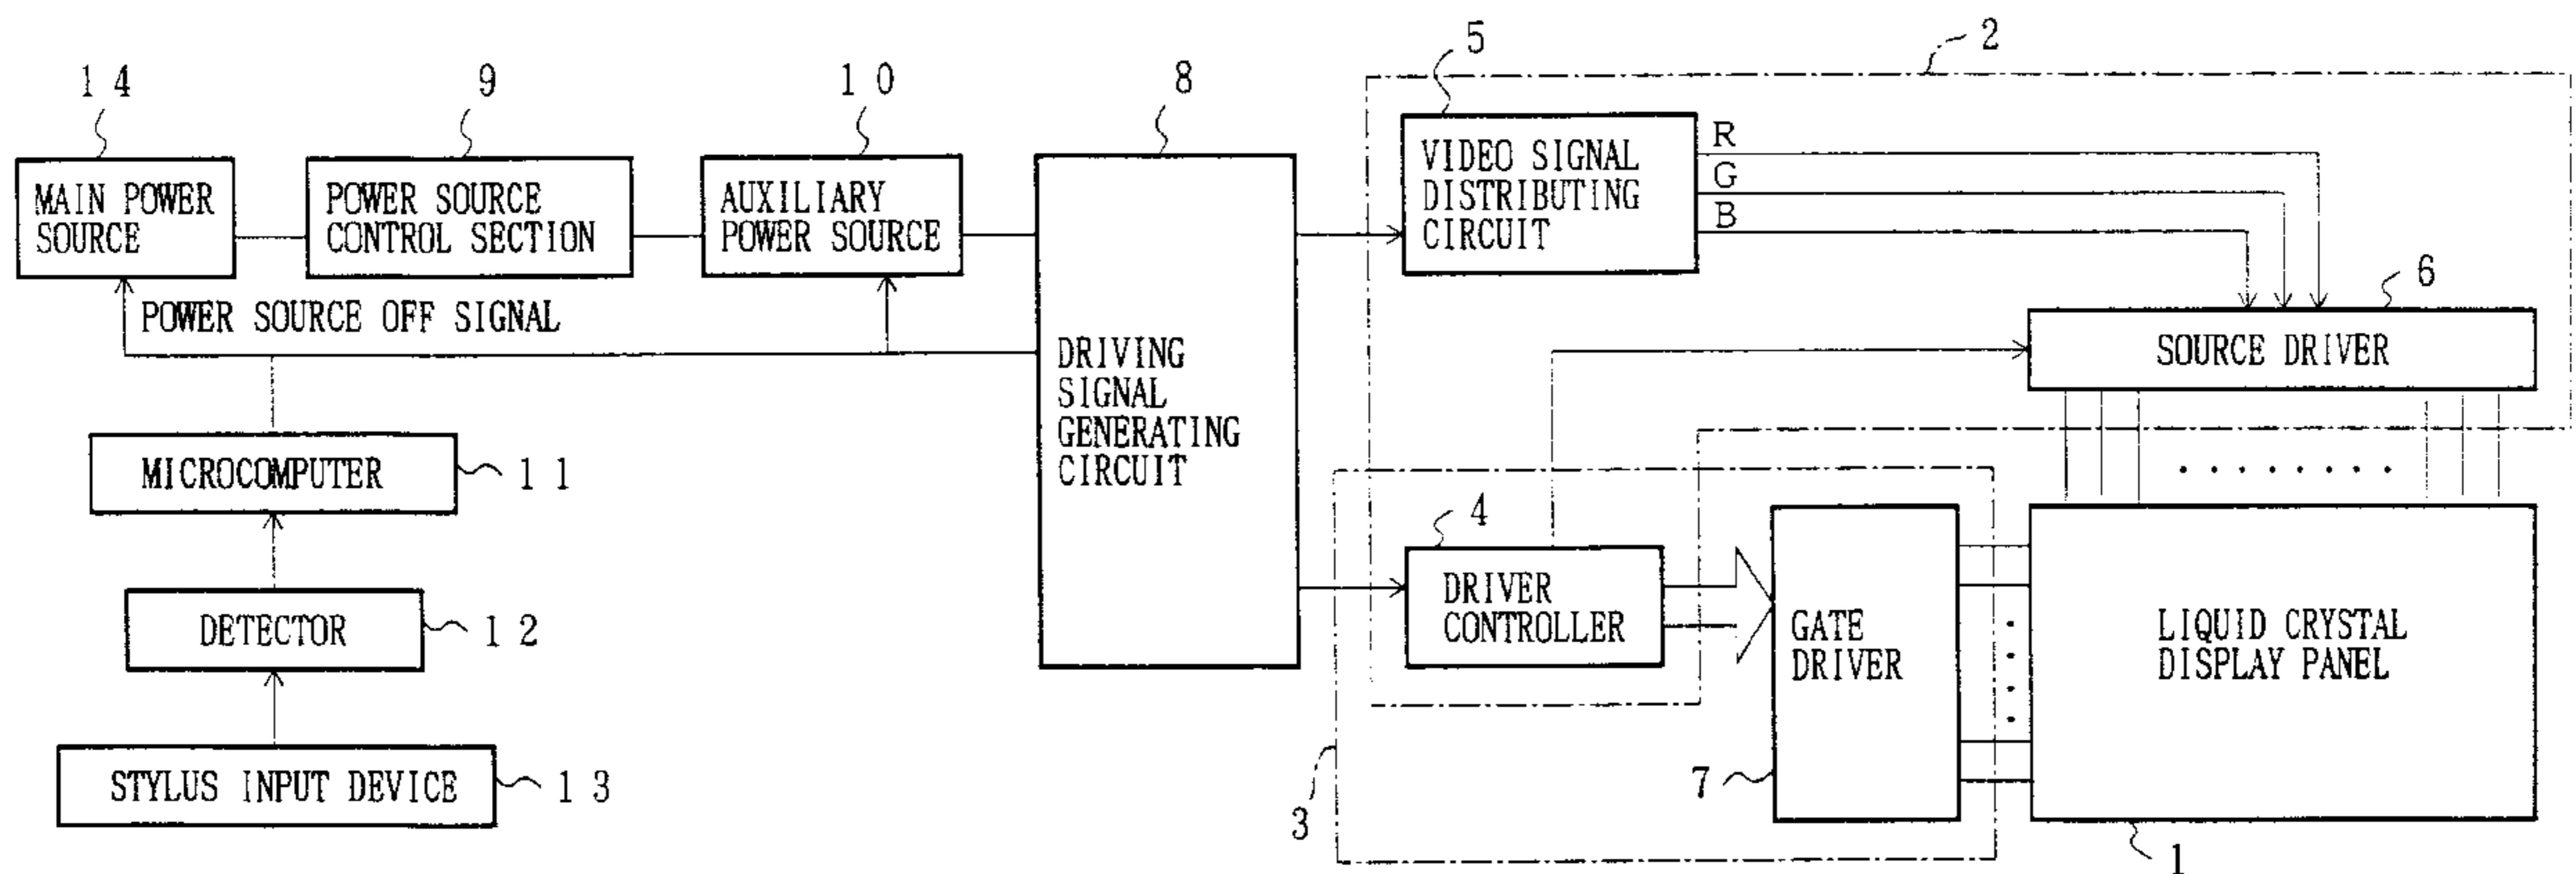 14
9
10
8
5
2
MAIN POWER
SOURCE
POWER SOURCE
CONTROL SECTION
AUXILIARY
POWER SOURCE
VIDEO SIGNAL
DISTRIBUTING
CIRCUIT
R
G
B
6
POWER SOURCE OFF SIGNAL
DRIVING
SIGNAL
GENERATING
CIRCUIT
SOURCE DRIVER
MICROCOMPUTER
11
4
DETECTOR
12
DRIVER
CONTROLLER
GATE
DRIVER
LIQUID CRYSTAL
DISPLAY PANEL
STYLUS INPUT DEVICE
13
3
7
1